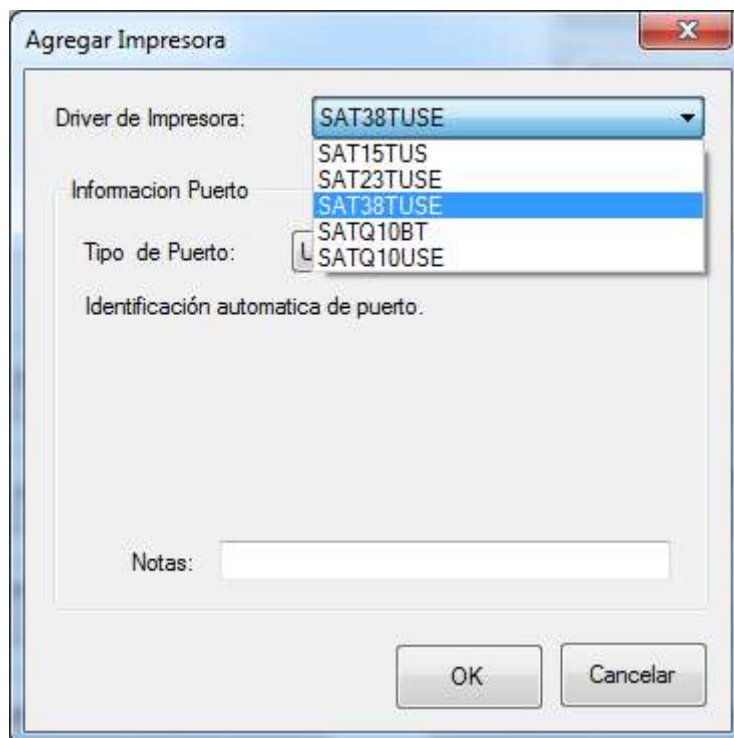 Agregar Impresora
Driver de Impresora: SAT38TUSE
SAT15TUS
SAT23TUSE
SAT38TUSE
SATQ10BT
SATQ10USE
Informacion Puerto
Tipo de Puerto:
Identificación automatica de puerto.
Notas:
OK Cancelar